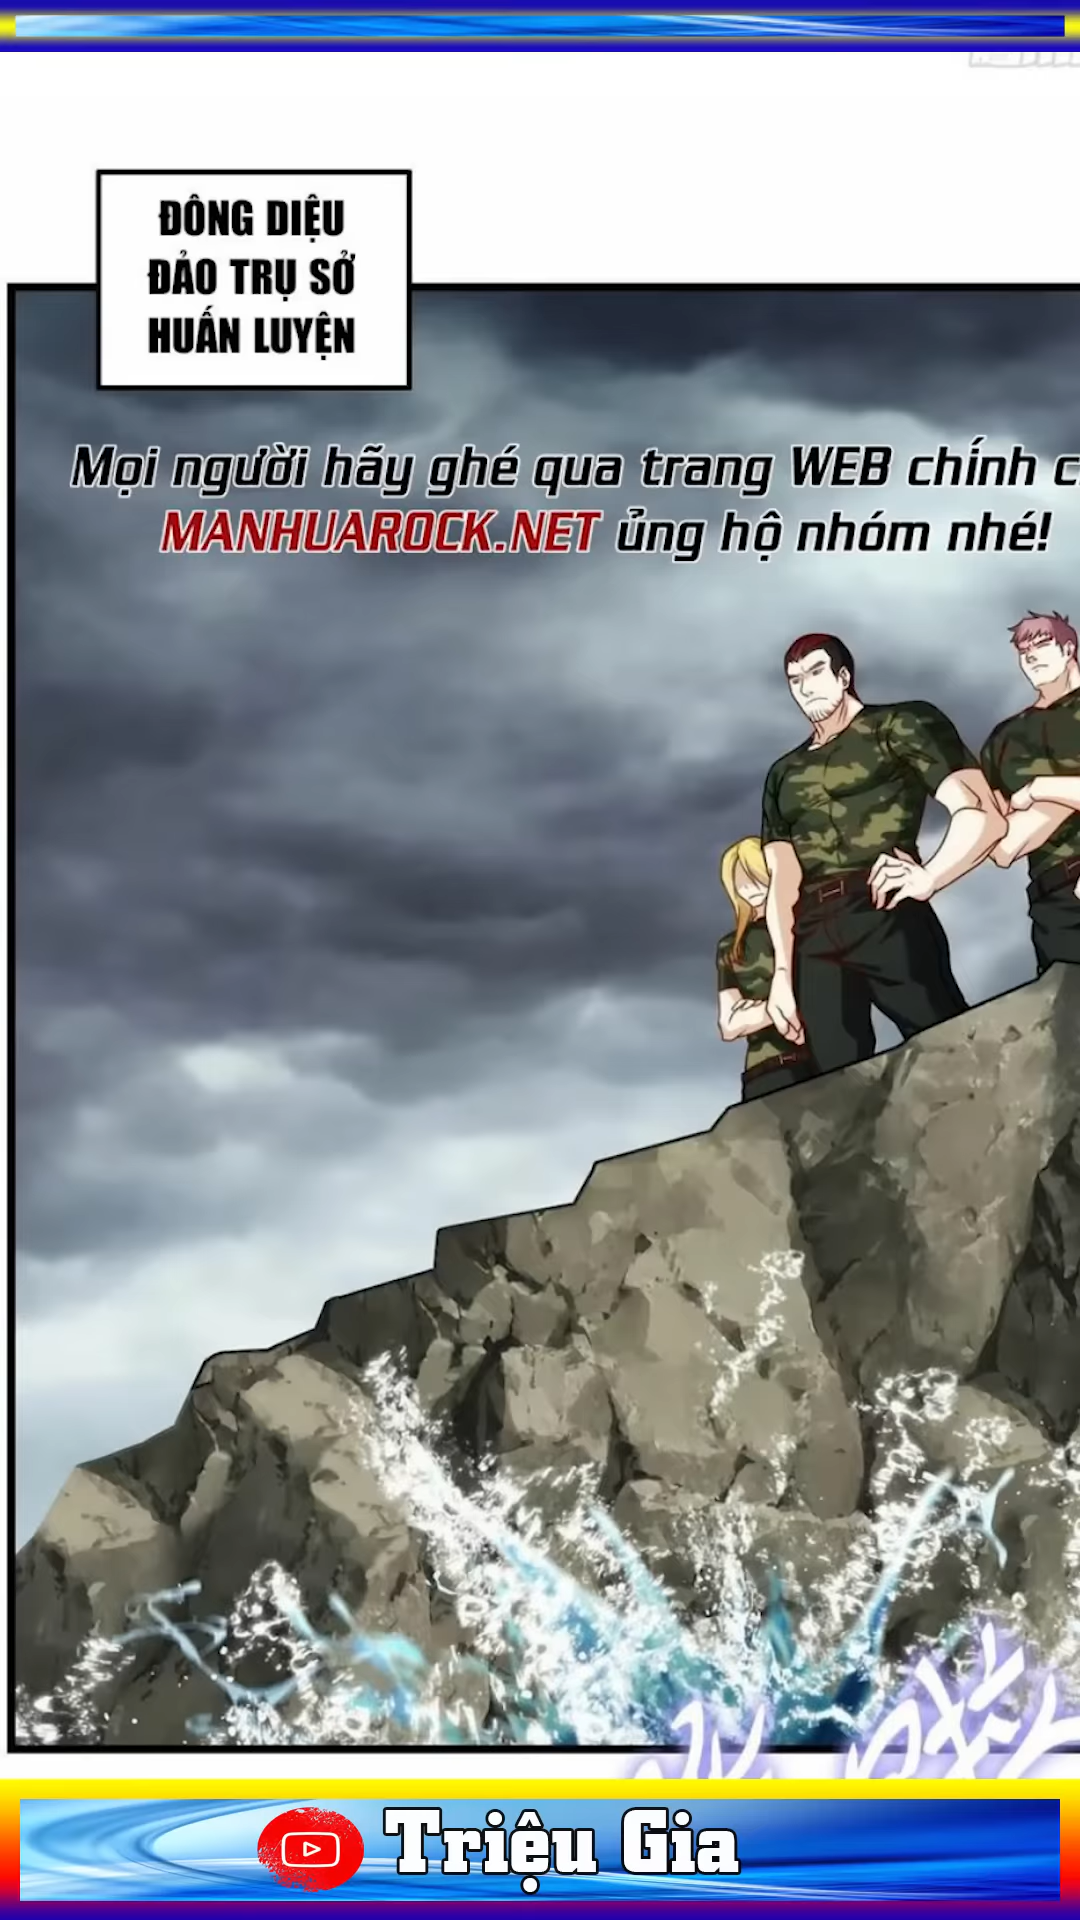 ĐÔNG DIỆU
ĐẢO TRỤ SỞ
HUẤN LUYỆN
Mọi người hãy ghé qua trang WEB chính
MANHUAROCK.NET ủng hộ nhóm nhé!
Triệu Gia